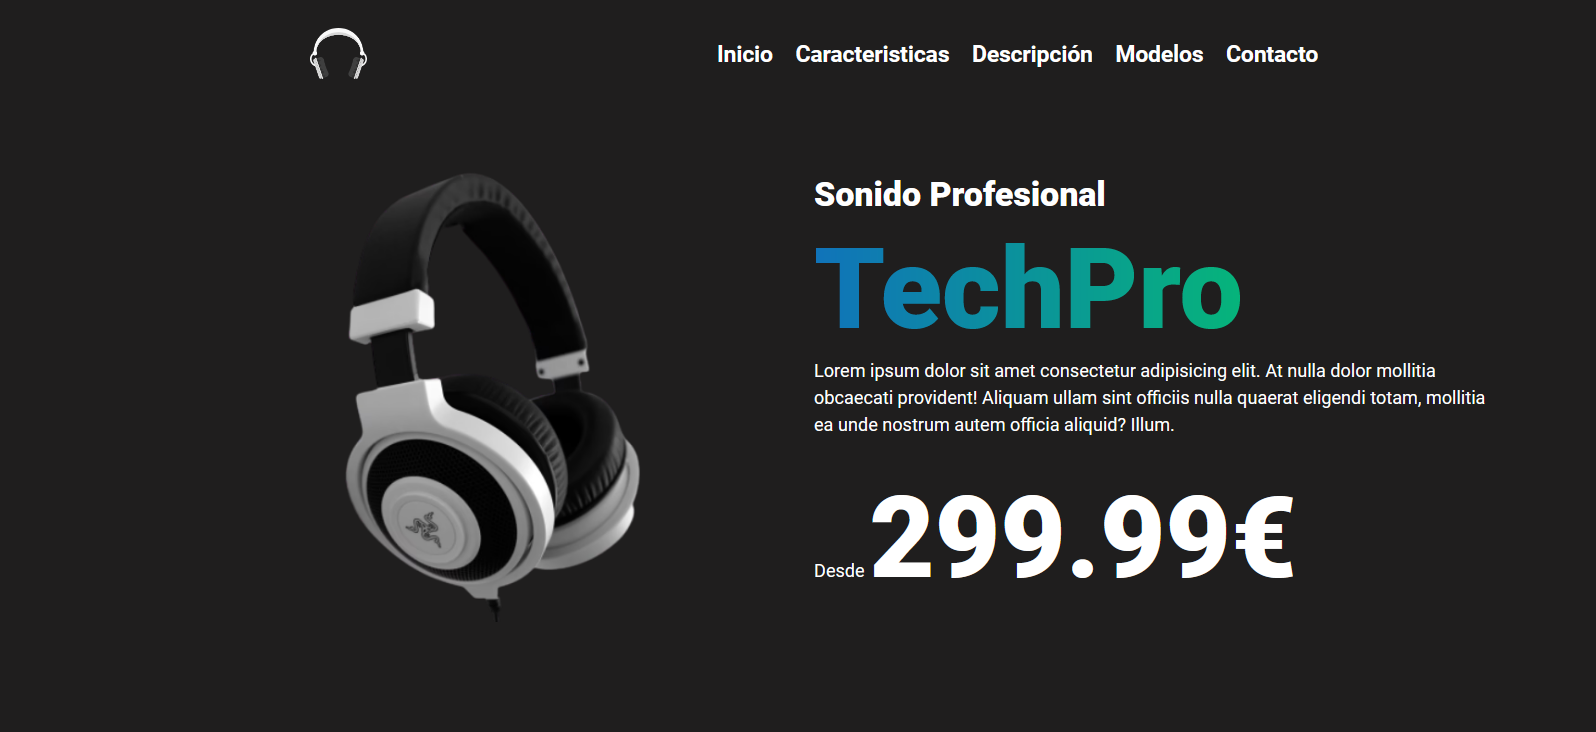 Inicio Caracteristicas Descripción Modelos Contacto
Sonido Profesional
TechPro
Lorem ipsum dolor sit amet consectetur adipisicing elit. At nulla dolor mollitia
obcaecati provident! Aliquam ullam sint officiis nulla quaerat eligendi totam, mollitia
ea unde nostrum autem officia aliquid? Illum.
Desde 299.99€